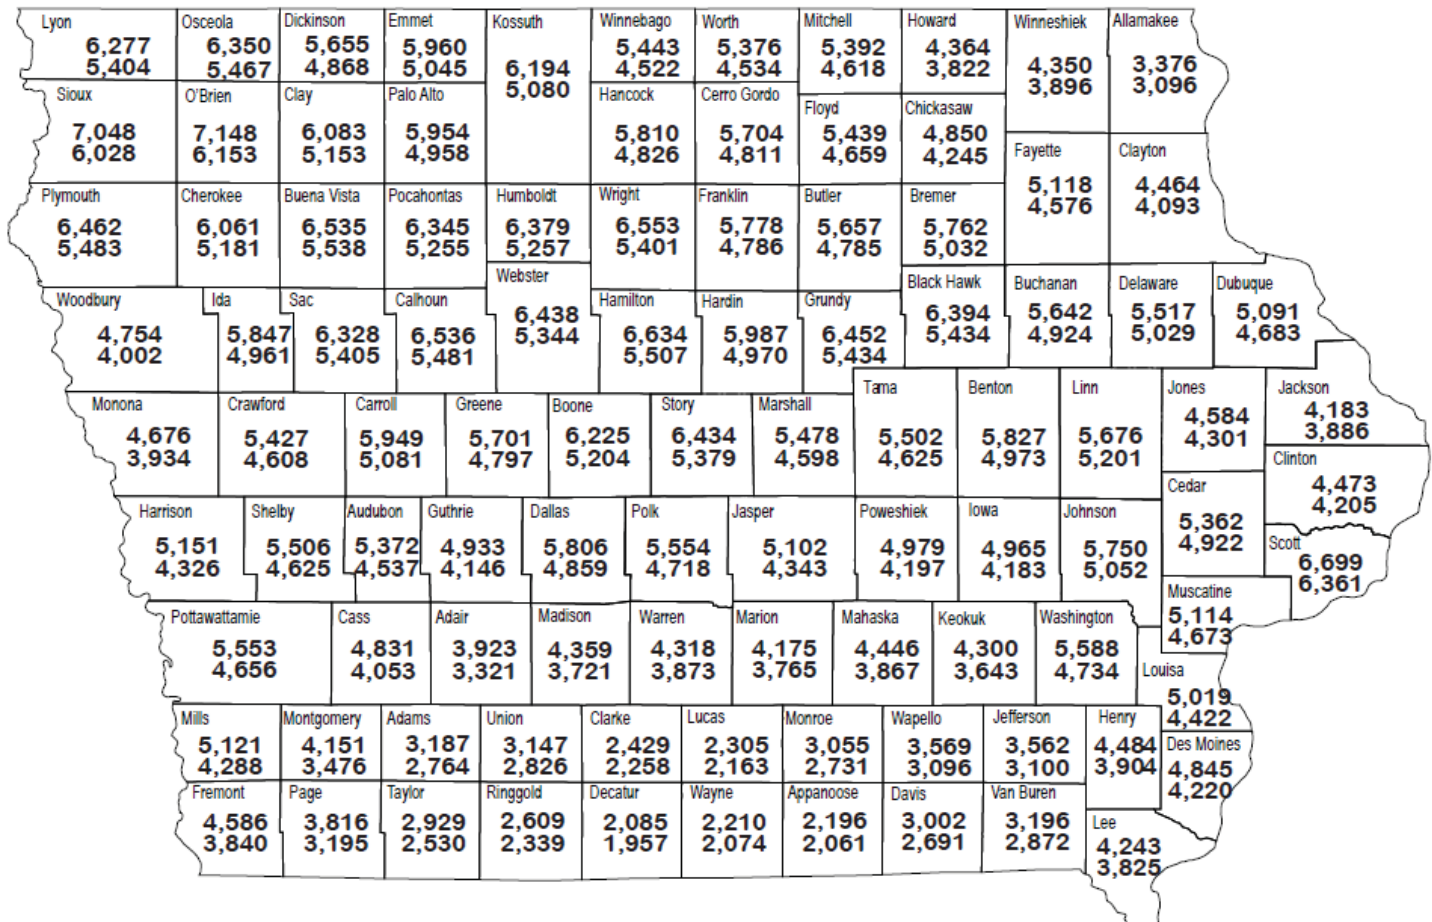 Lyon
6,277
5,404
Osceola
6,350
5,467
Dickinson
5,655
4,868
Emmet
5,960
5,045
Kossuth
6,194
5,080
Winnebago
5,443
4,522
Worth
5,376
4,534
Mitchell
5,392
4,618
Howard
4,364
3,822
Winneshiek
4,350
3,896
Allamakee
3,376
3,096
Sioux
7,048
6,028
O'Brien
7,148
6,153
Clay
6,083
5,153
Palo Alto
5,954
4,958
Hancock
5,810
4,826
Cerro Gordo
5,704
4,811
Floyd
5,439
4,659
Chickasaw
4,850
4,245
Fayette
5,118
4,576
Clayton
4,464
4,093
Plymouth
6,462
5,483
Cherokee
6,061
5,181
Buena Vista
6,535
5,538
Pocahontas
6,345
5,255
Humboldt
6,379
5,257
Wright
6,553
5,401
Franklin
5,778
4,786
Butler
5,657
4,785
Bremer
5,762
5,032
Woodbury
4,754
4,002
Ida
5,847
4,961
Sac
6,328
5,405
Calhoun
6,536
5,481
Webster
6,438
5,344
Hamilton
6,634
5,507
Hardin
5,987
4,970
Grundy
6,452
5,434
Black Hawk
6,394
5,434
Buchanan
5,642
4,924
Delaware
5,517
5,029
Dubuque
5,091
4,683
Monona
4,676
3,934
Crawford
5,427
4,608
Carroll
5,949
5,081
Greene
5,701
4,797
Boone
6,225
5,204
Story
6,434
5,379
Marshall
5,478
4,598
Tama
5,502
4,625
Benton
5,827
4,973
Linn
5,676
5,201
Jones
4,584
4,301
Jackson
4,183
3,886
Clinton
4,473
4,205
Cedar
5,362
4,922
Harrison
5,151
4,326
Shelby
5,506
4,625
Audubon
5,372
4,537
Guthrie
4,933
4,146
Dallas
5,806
4,859
Polk
5,554
4,718
Jasper
5,102
4,343
Poweshiek
4,979
4,197
Iowa
4,965
4,183
Johnson
5,750
5,052
Scott
6,699
6,361
Muscatine
5,114
4,673
Pottawattamie
5,553
4,656
Cass
4,831
4,053
Adair
3,923
3,321
Madison
4,359
3,721
Warren
4,318
3,873
Marion
4,175
3,765
Mahaska
4,446
3,867
Keokuk
4,300
3,643
Washington
5,588
4,734
Louisa
5,019
4,422
Mills
5,121
4,288
Montgomery
4,151
3,476
Adams
3,187
2,764
Union
3,147
2,826
Clarke
2,429
2,258
Lucas
2,305
2,163
Monroe
3,055
2,731
Wapello
3,569
3,096
Jefferson
3,562
3,100
Henry
4,484
3,904
Des Moines
4,845
4,220
Fremont
4,586
3,840
Page
3,816
3,195
Taylor
2,929
2,530
Ringgold
2,609
2,339
Decatur
2,085
1,957
Wayne
2,210
2,074
Appanoose
2,196
2,061
Davis
3,002
2,691
Van Buren
3,196
2,872
Lee
4,243
3,825